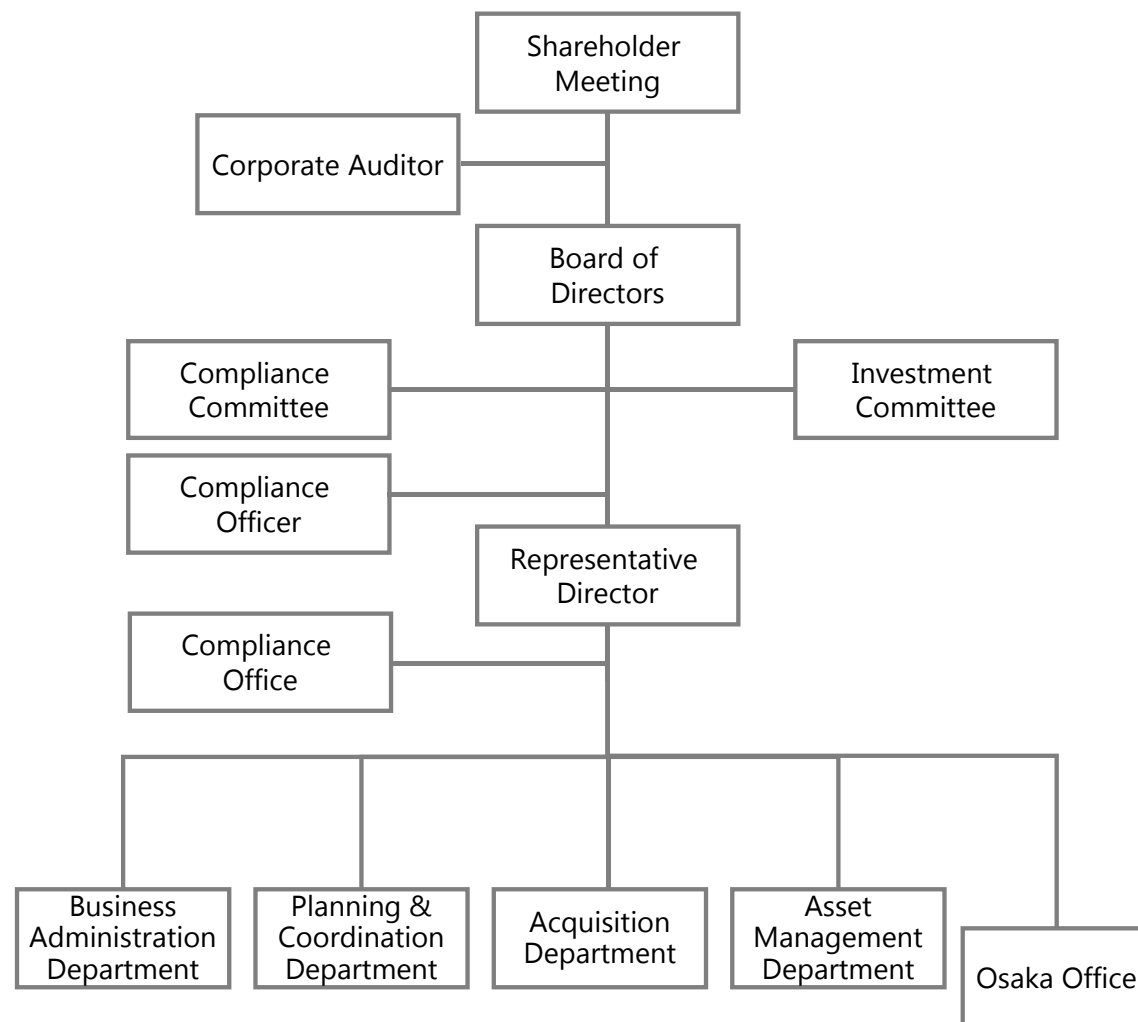 Shareholder
Meeting
Corporate Auditor
Board of
Directors
Compliance
Committee
Investment
Committee
Compliance
Officer
Representative
Director
Compliance
Office
Business
Administration
Department
Planning &
Coordination
Department
Acquisition
Department
Asset
Management
Department
Osaka Office